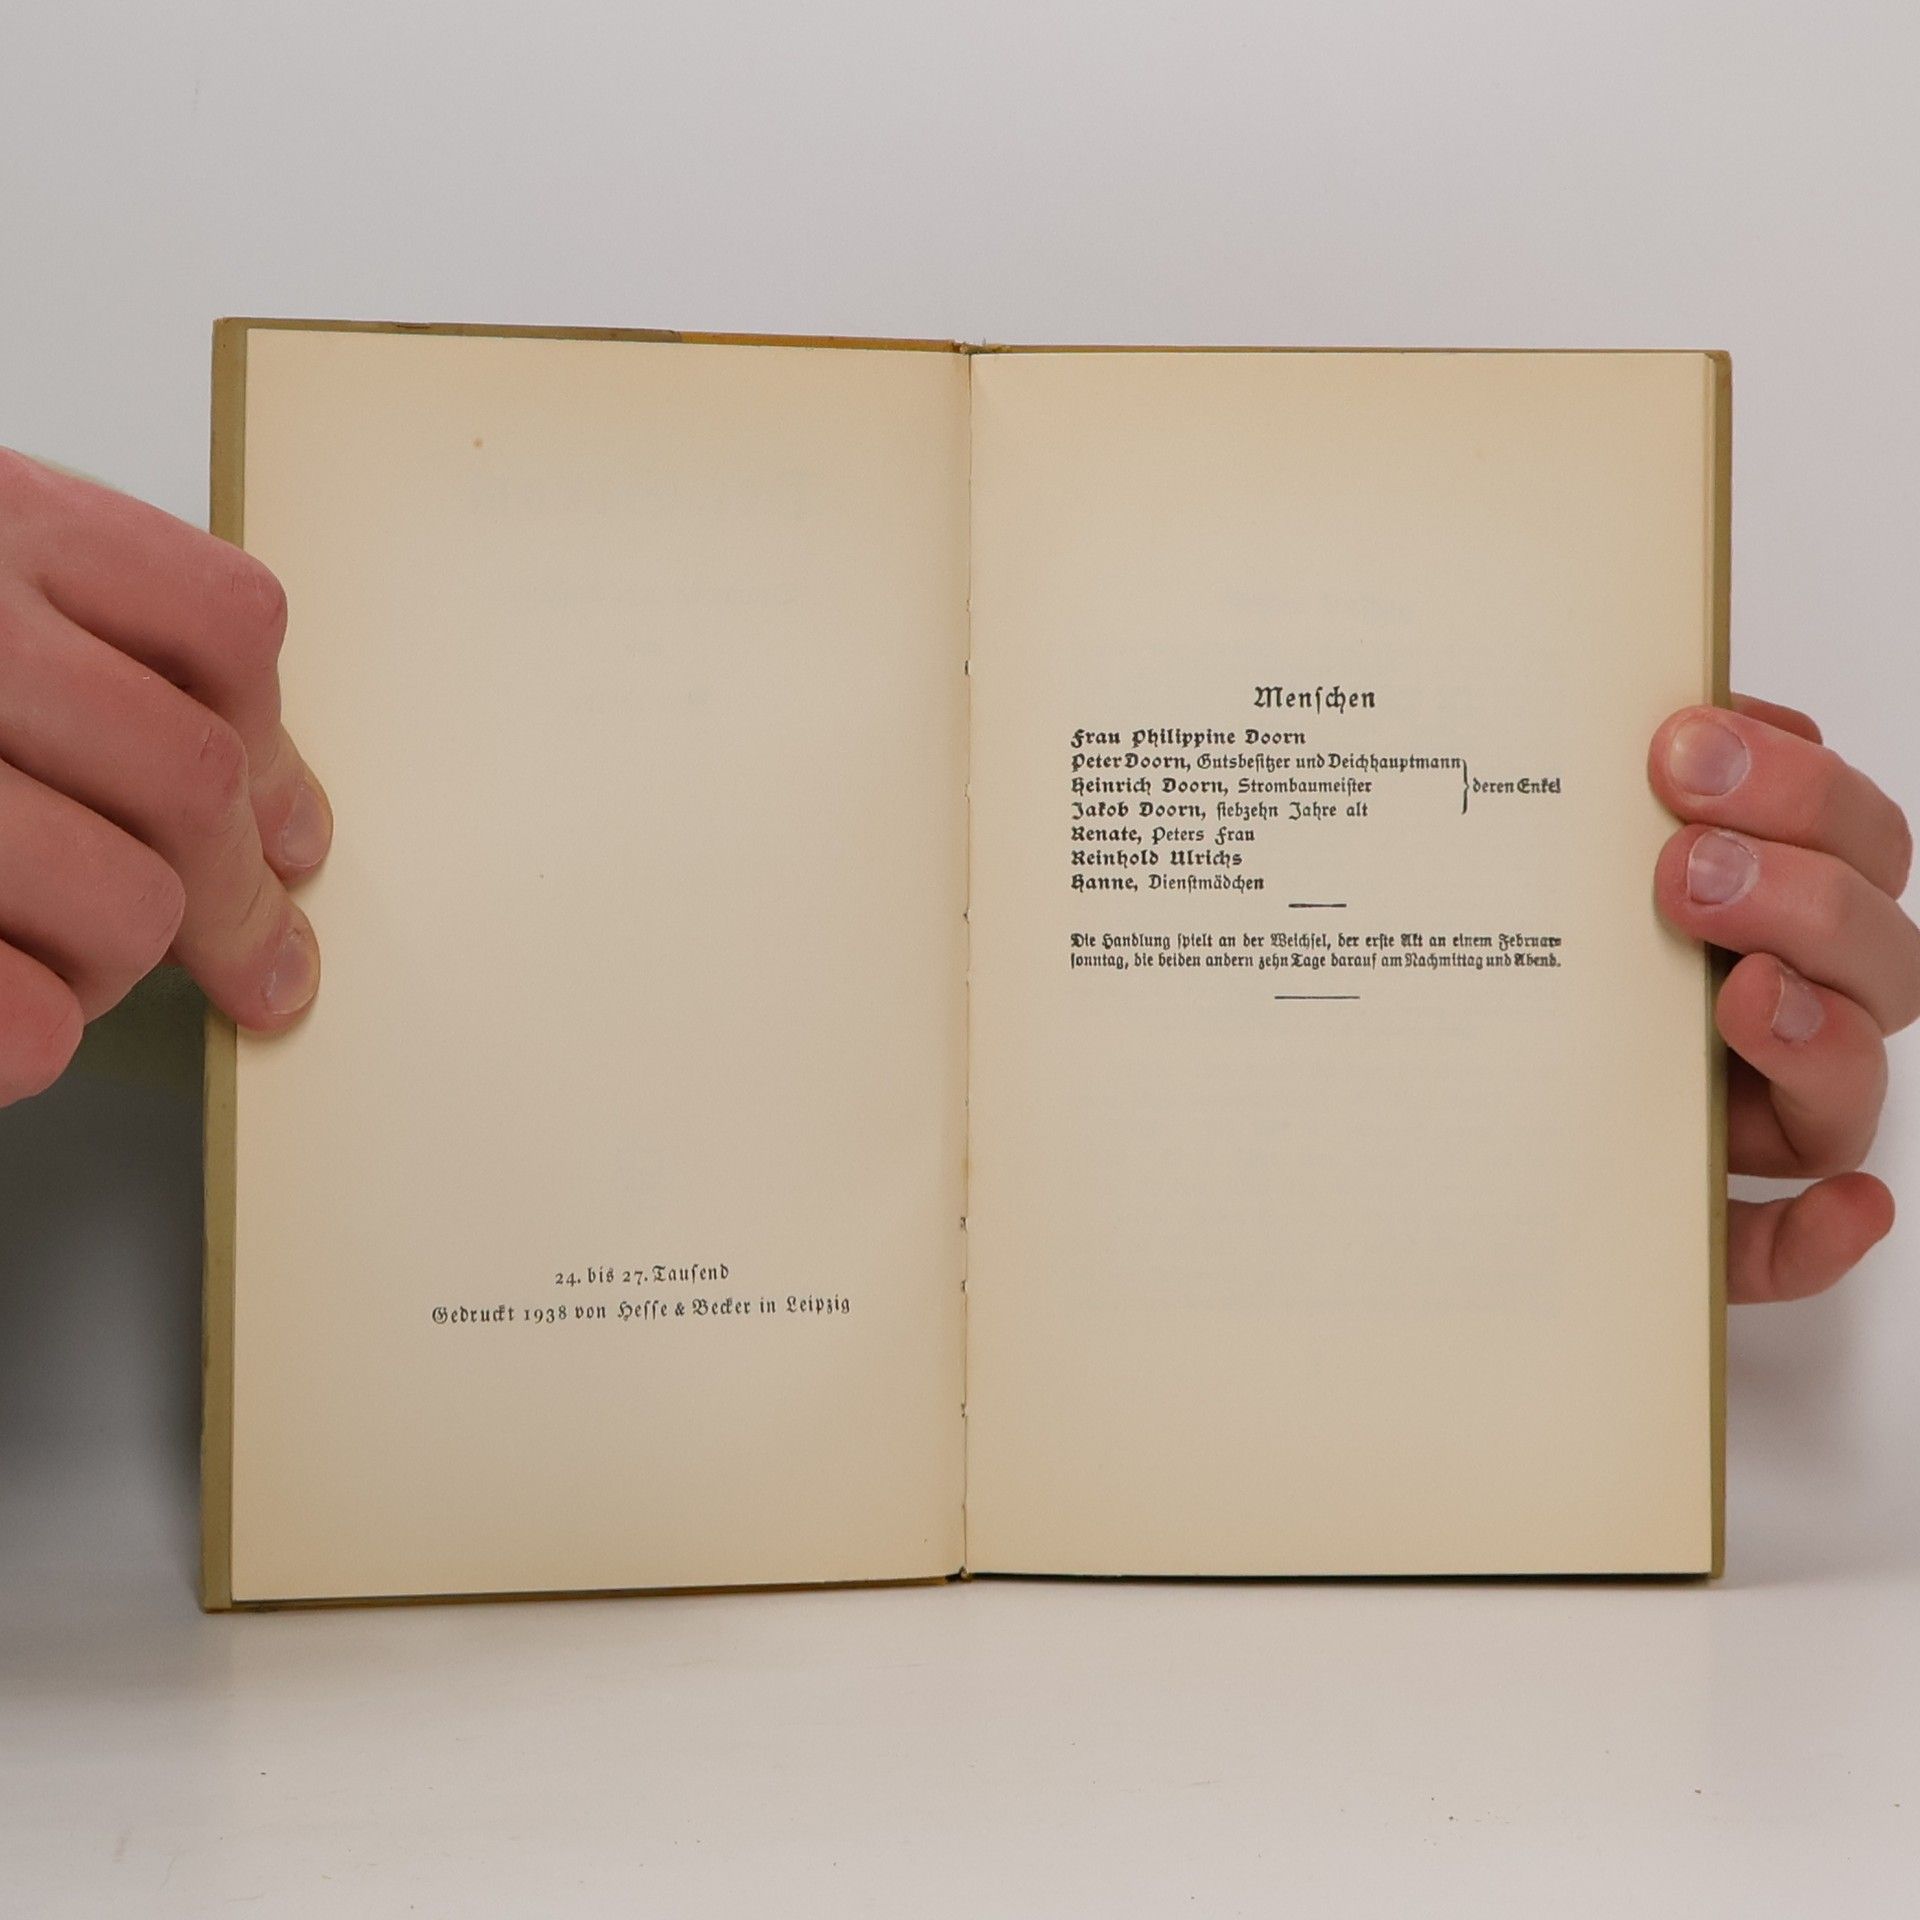 24. bis 27. Tausend
Gedruckt 1938 von Hesse & Becker in Leipzig
Menschen
Frau Philippine Doorn
Peter Doorn, Gutsbesitzer und Deichhauptmann
Heinrich Doorn, Strombaumeister
Jakob Doorn, siebzehn Jahre alt
deren Enkel
Renate, Peters Frau
Reinhold Ulrichs
Hanne, Dienstmädchen
Die Handlung spielt an der Weichsel, der erste Akt an einem Februar-
sonntag, die beiden andern zehn Tage darauf am Nachmittag und Abend.